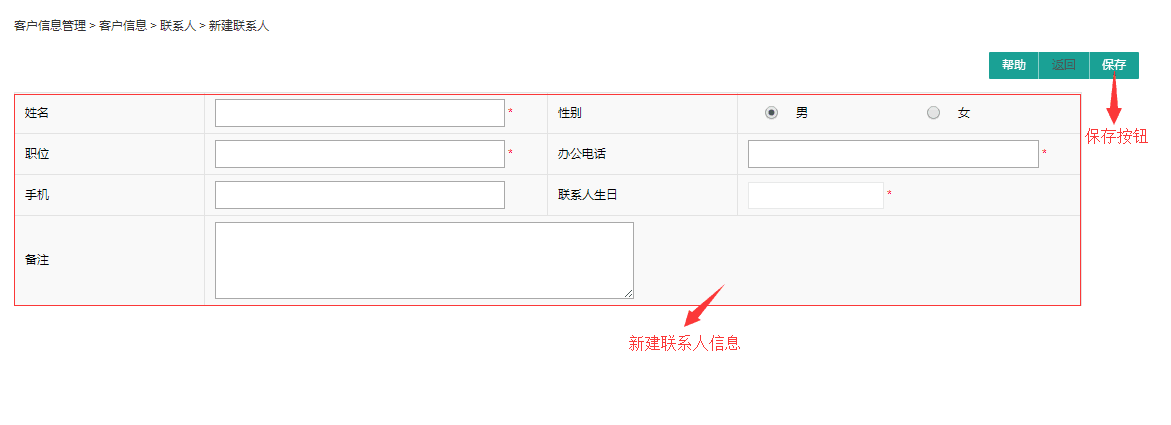 客户信息管理 > 客户信息 > 联系人 > 新建联系人
帮助 返回 保存
保存按钮
姓名 * 性别 男 女
职位 * 办公电话 *
手机 联系人生日 *
备注
新建联系人信息